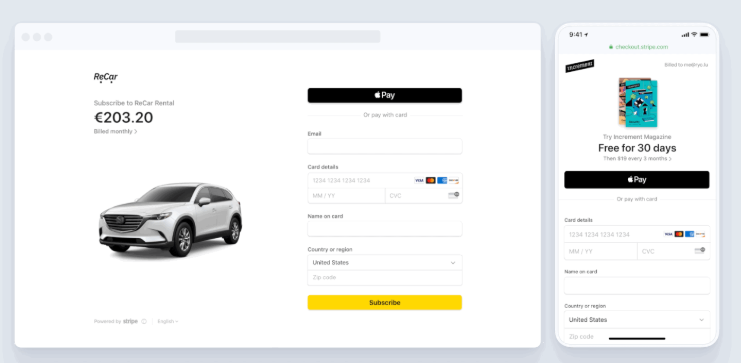 ReCar
Subscribe to ReCar Rental
€203.20
Billed monthly >
Powered by stripe
English
Pay
Or pay with card
Email
Card details
1234 1234 1234 1234
VISA
MM / YY
CVC
Name on card
Country or region
United States
Zip code
Subscribe
9:41
checkout.stripe.com
Increment
Billed to me@nyc.lu
Try Increment Magazine
Free for 30 days
Then $19 every 3 months >
Pay
Or pay with card
Card details
1234 1234 1234 1234
VISA
MM / YY
CVC
Name on card
Country or region
United States
Zip code